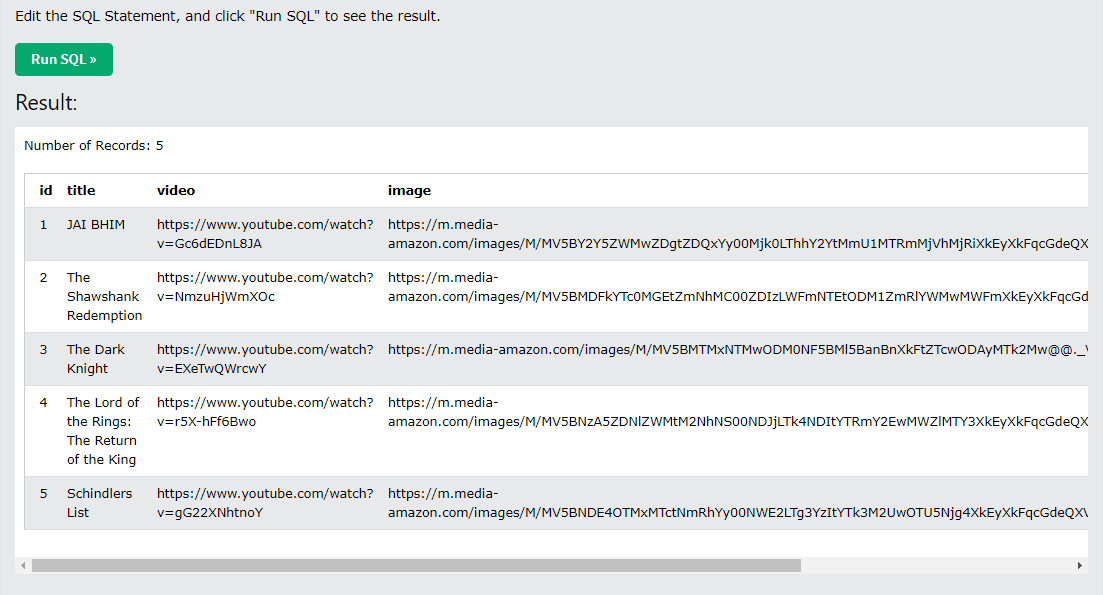 Edit the SQL Statement, and click "Run SQL" to see the result.
Run SQL »
Result:
Number of Records: 5
id title video image
1 JAI BHIM https://www.youtube.com/watch? https://m.media-
v=Gc6dEDnL8JA amazon.com/images/M/MV5BY2Y5ZWMwZDgtZDQxYy00Mjk0LThhY2YtMmU1MTRmMjVhMjRiXkEyXkFqcGdeQX
2 The https://www.youtube.com/watch? https://m.media-
Shawshank v=NmzuHjWmXOc amazon.com/images/M/MV5BMDFkYTc0MGEtZmNhMC00ZDIzLWFmNTEtODM1ZmRlYWMwMWFmXkEyXkFqcGd
Redemption
3 The Dark https://www.youtube.com/watch? https://m.media-amazon.com/images/M/MV5BMTMxNTMwODM0NF5BMl5BanBnXkFtZTcwODAyMTk2Mw@@._V
Knight v=EXeTwQWrcwY
4 The Lord of https://www.youtube.com/watch? https://m.media-
the Rings: v=r5X-hFf6Bwo amazon.com/images/M/MV5BNzA5ZDNlZWMtM2NhNS00NDJjLTk4NDItYTRmY2EwMWZlMTY3XkEyXkFqcGdeQX
The Return
of the King
5 Schindlers https://www.youtube.com/watch? https://m.media-
List v=gG22XNhtnoY amazon.com/images/M/MV5BNDE4OTMxMTctNmRhYy00NWE2LTg3YzItYTk3M2UwOTU5Njg4XkEyXkFqcGdeQXV